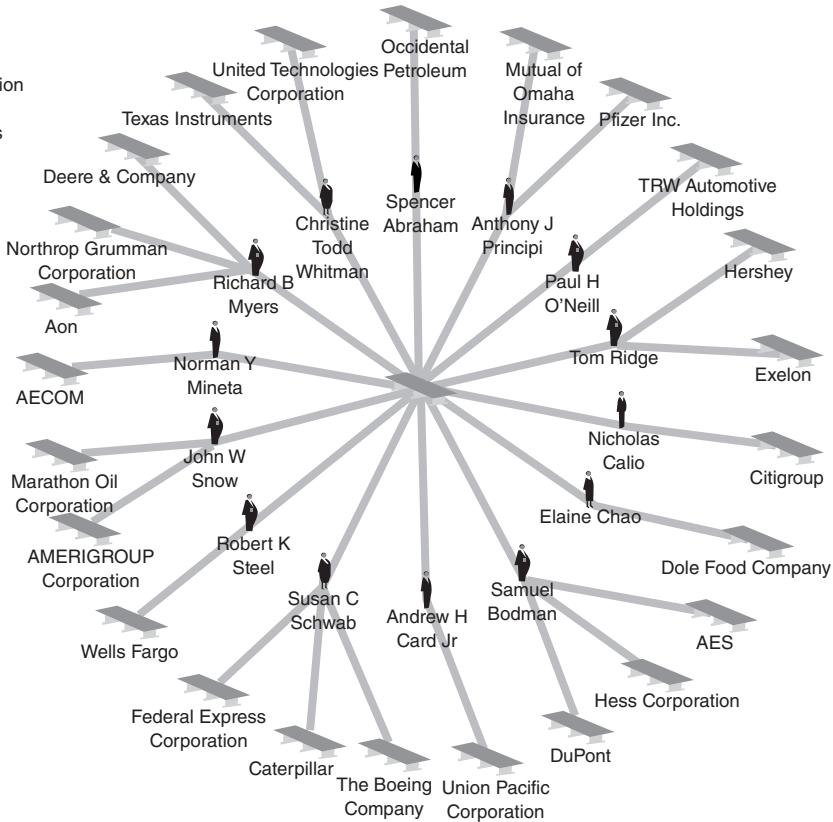 ion
s
Occidental
Petroleum
United Technologies
Corporation
Mutual of
Omaha
Insurance
Texas Instruments
Pfizer Inc.
Deere & Company
TRW Automotive
Holdings
Spencer
Abraham
Christine
Todd
Whitman
Anthony J
Principi
Northrop Grumman
Corporation
Hershey
Richard B
Myers
Paul H
O'Neill
Aon
Norman Y
Mineta
Tom Ridge
Exelon
AECOM
Nicholas
Calio
John W
Snow
Citigroup
Marathon Oil
Corporation
Elaine Chao
Robert K
Steel
AMERIGROUP
Corporation
Dole Food Company
Susan C
Schwab
Andrew H
Card Jr
Samuel
Bodman
Wells Fargo
AES
Hess Corporation
Federal Express
Corporation
DuPont
Caterpillar
The Boeing
Company
Union Pacific
Corporation